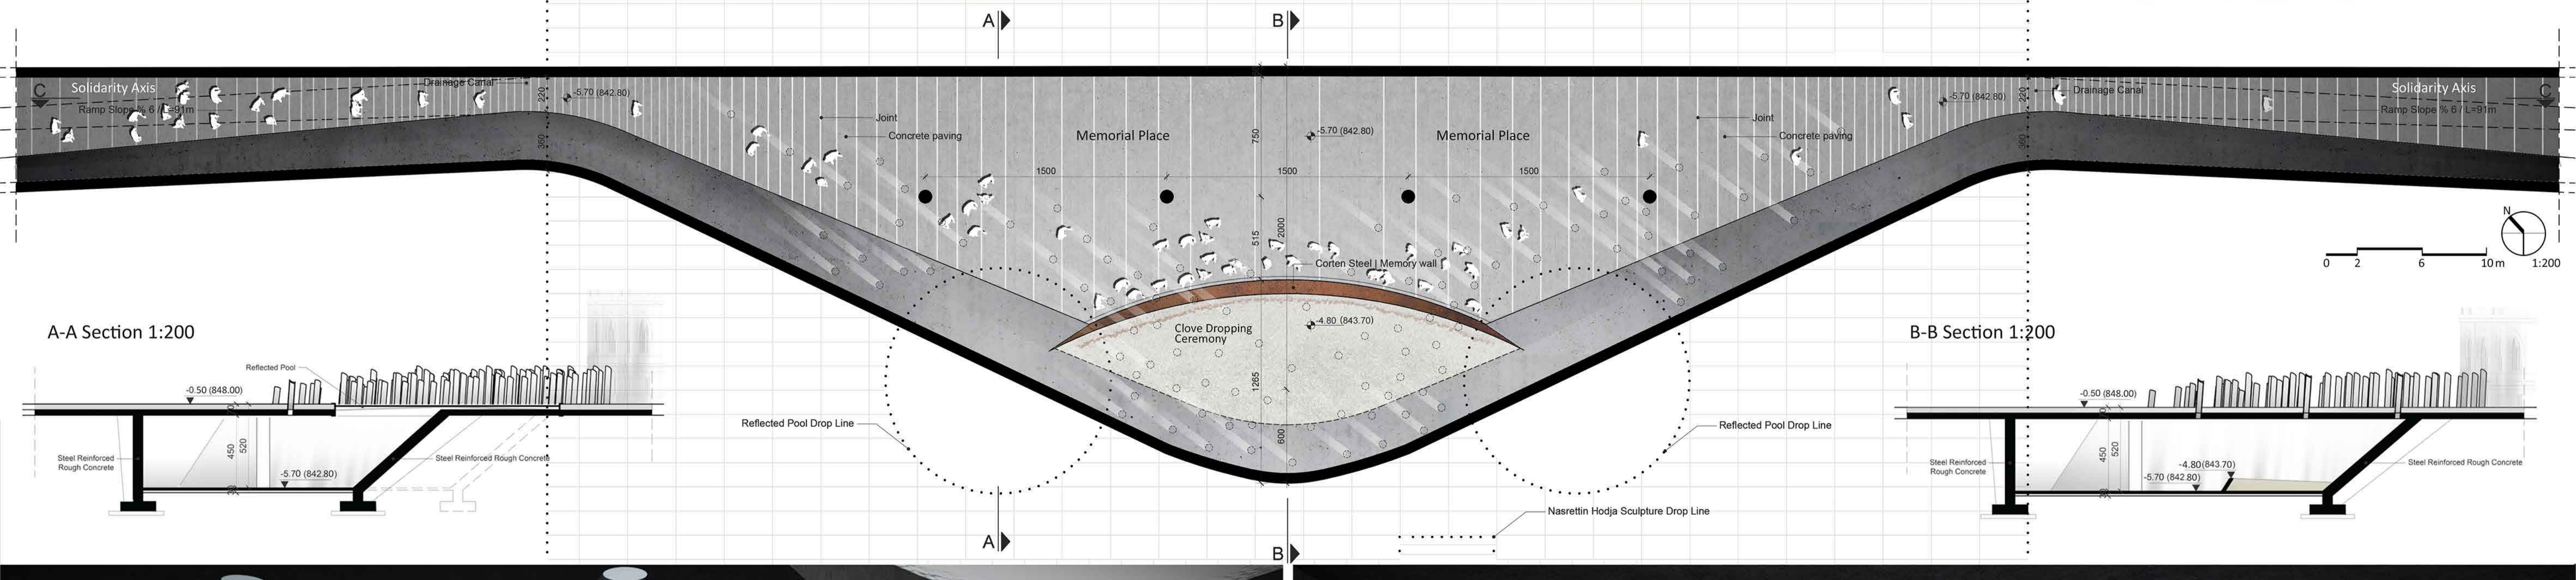 A
B
C
Solidarity Axis
Ramp Slope % 6 / L=91m
Drainage Canal
220
360
-5.70 (842.80)
Joint
Concrete paving
Memorial Place
750
-5.70 (842.80)
Memorial Place
Joint
Concrete paving
-5.70 (842.80)
220
360
Drainage Canal
Solidarity Axis
Ramp Slope % 6 / L=91m
C
1500
1500
1500
515
2000
Corten Steel | Memory wall
Clove Dropping
Ceremony
-4.80 (843.70)
1265
600
N
0 2 6 10 m 1:200
A-A Section 1:200
Reflected Pool
-0.50 (848.00)
450
520
Steel Reinforced
Rough Concrete
Steel Reinforced Rough Concrete
-5.70 (842.80)
Reflected Pool Drop Line
Reflected Pool Drop Line
Nasrettin Hodja Sculpture Drop Line
A
B
B-B Section 1:200
-0.50 (848.00)
450
520
Steel Reinforced
Rough Concrete
-4.80 (843.70)
-5.70 (842.80)
Steel Reinforced Rough Concrete